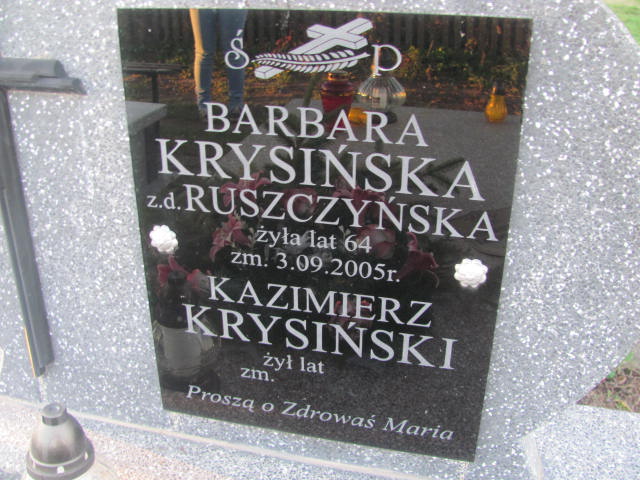 Ś p
BARBARA
KRYSIŃSKA
z.d. RUSZCZYŃSKA
żyła lat 64
zm. 3.09.2005r.
KAZIMIERZ
KRYSIŃSKI
żył lat
zm.
Proszą o Zdrowaś Maria